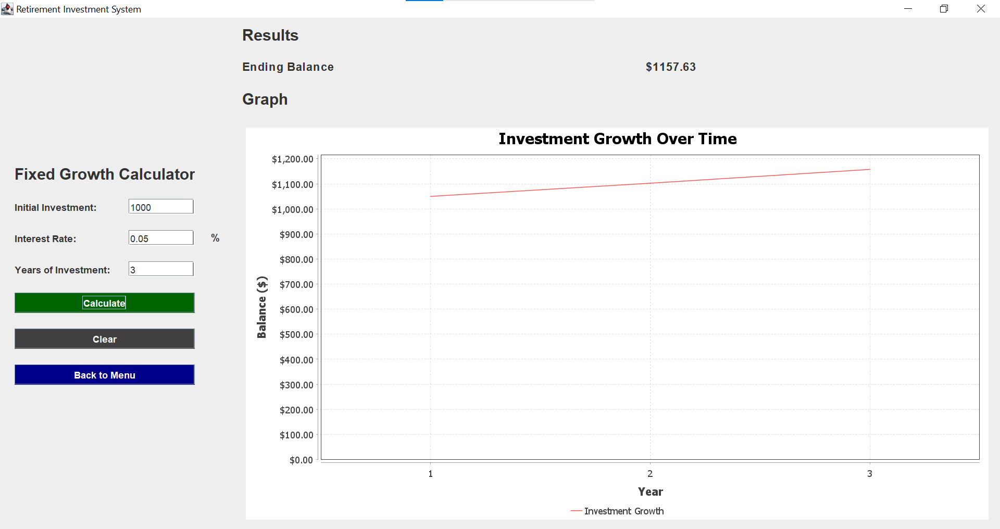 Retirement Investment System
Results
Ending Balance $1157.63
Graph
Fixed Growth Calculator
Initial Investment: 1000
Interest Rate: 0.05 %
Years of Investment: 3
Calculate
Clear
Back to Menu
Investment Growth Over Time
$1,200.00
$1,100.00
$1,000.00
$900.00
$800.00
$700.00
$600.00
$500.00
$400.00
$300.00
$200.00
$100.00
$0.00
Balance ($)
1 2 3
Year
Investment Growth